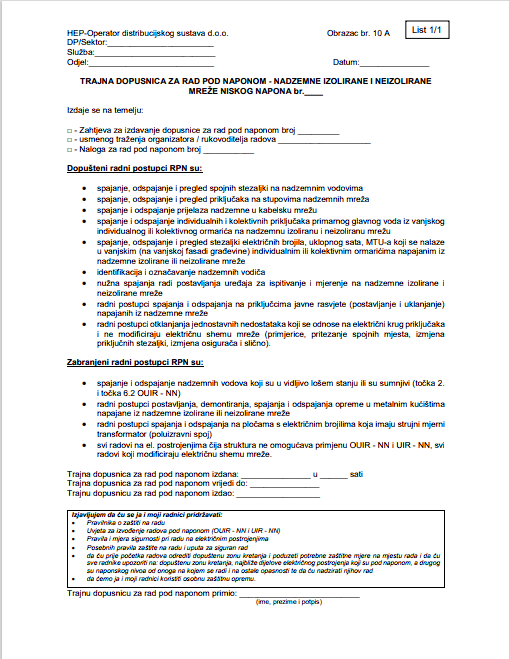 HEP-Operator distribucijskog sustava d.o.o. Obrazac br. 10 A List 1/1
DP/Sektor:
Služba:
Odjel: Datum:
TRAJNA DOPUSNICA ZA RAD POD NAPONOM - NADZEMNE IZOLIRANE I NEIZOLIRANE
MREŽE NISKOG NAPONA br.____
Izdaje se na temelju:
□ - Zahtjeva za izdavanje dopusnice za rad pod naponom broj
□ - usmenog traženja organizatora / rukovoditelja radova
□ - Naloga za rad pod naponom broj
Dopušteni radni postupci RPN su:
• spajanje, odspajanje i pregled spojnih stezaljki na nadzemnim vodovima
• spajanje, odspajanje i pregled priključaka na stupovima nadzemnih mreža
• spajanje i odspajanje prijelaza nadzemne u kabelsku mrežu
• spajanje i odspajanje individualnih i kolektivnih priključaka primarnog glavnog voda iz vanjskog
individualnog ili kolektivnog ormarića na nadzemnu izoliranu i neizoliranu mrežu
• spajanje, odspajanje i pregled stezaljki električnih brojila, uklopnog sata, MTU-a koji se nalaze
u vanjskim (na vanjskoj fasadi građevine) individualnim ili kolektivnim ormarićima napajanim iz
nadzemne izolirane ili neizolirane mreže
• identifikacija i označavanje nadzemnih vodiča
• nužna spajanja radi postavljanja uređaja za ispitivanje i mjerenje na nadzemne izolirane i
neizolirane mreže
• radni postupci spajanja i odspajanja na priključcima javne rasvjete (postavljanje i uklanjanje)
napajanih iz nadzemne mreže
• radni postupci otklanjanja jednostavnih nedostataka koji se odnose na električni krug priključaka
i ne modificiraju električnu shemu mreže (primjerice, pritezanje spojnih mjesta, izmjena
priključnih stezaljki, izmjena osigurača i slično).
Zabranjeni radni postupci RPN su:
• spajanje i odspajanje nadzemnih vodova koji su u vidljivo lošem stanju ili su sumnjivi (točka 2.
i točka 6.2 OUIR - NN)
• radni postupci postavljanja, demontiranja, spajanja i odspajanja opreme u metalnim kućištima
napajane iz nadzemne izolirane ili neizolirane mreže
• radni postupci spajanja i odspajanja na pločama s električnim brojilima koja imaju strujni mjerni
transformator (poluizravni spoj)
• svi radovi na el. postrojenjima čija struktura ne omogućava primjenu OUIR - NN i UIR - NN, svi
radovi koji modificiraju električnu shemu mreže.
Trajna dopusnica za rad pod naponom izdana: u sati
Trajna dopusnica za rad pod naponom vrijedi do:
Trajnu dopusnicu za rad pod naponom izdao:
Izjavljujem da ću se ja i moji radnici pridržavati:
• Pravilnika o zaštiti na radu
• Uvjeta za izvođenje radova pod naponom (OUIR - NN i UIR - NN)
• Pravila i mjera sigurnosti pri radu na električnim postrojenjima
• Posebnih pravila zaštite na radu i uputa za siguran rad
• da ću prije početka radova odrediti dopuštenu zonu kretanja i poduzeti potrebne zaštitne mjere na mjestu rada i da ću
sve radnike upozoriti na: dopuštenu zonu kretanja, najbliže dijelove električnog postrojenja koji su pod naponom, a drugog
su naponskog nivoa od onoga na kojem se radi i na ostale opasnosti te da ću nadzirati njihov rad
• da ćemo ja i moji radnici koristiti osobnu zaštitnu opremu.
Trajnu dopusnicu za rad pod naponom primio:
(ime, prezime i potpis)